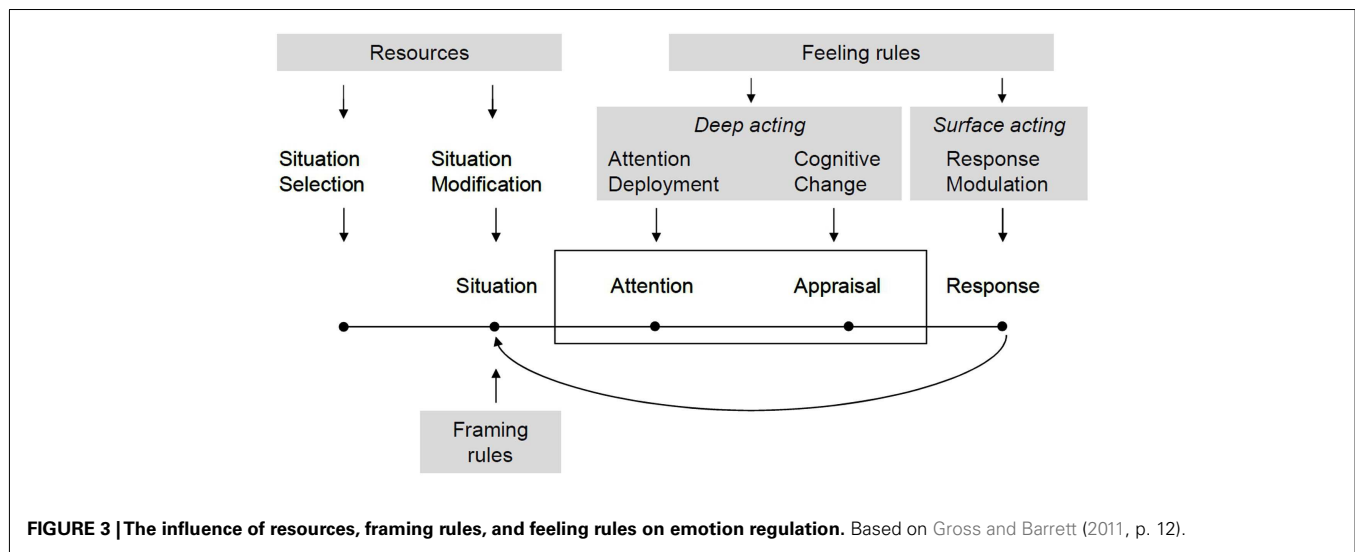 Resources
Feeling rules
Deep acting
Surface acting
Situation
Selection
Situation
Modification
Attention
Deployment
Cognitive
Change
Response
Modulation
Situation
Attention
Appraisal
Response
Framing
rules
FIGURE 3 | The influence of resources, framing rules, and feeling rules on emotion regulation. Based on Gross and Barrett (2011, p. 12).